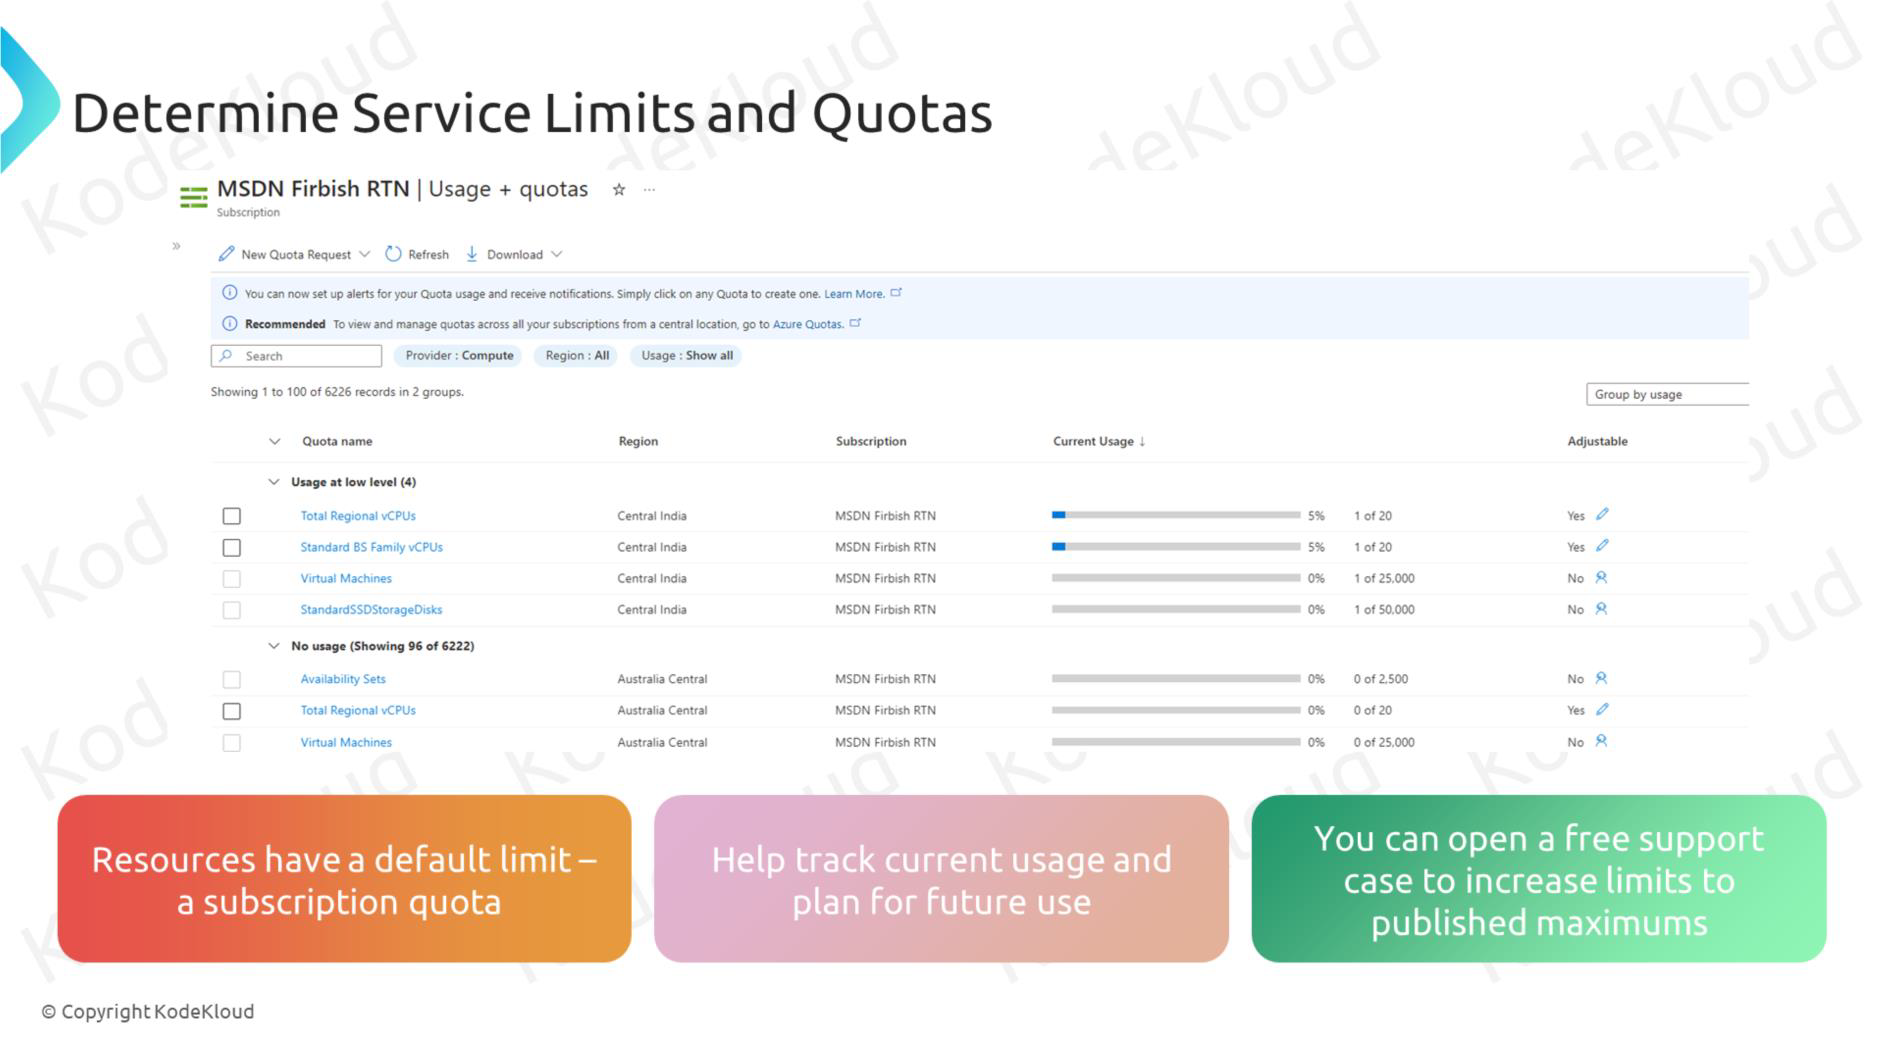 Determine Service Limits and Quotas
MSDN Firbish RTN | Usage + quotas ☆ ···
Subscription
»
New Quota Request Refresh Download
You can now set up alerts for your Quota usage and receive notifications. Simply click on any Quota to create one. Learn More.
Recommended To view and manage quotas across all your subscriptions from a central location, go to Azure Quotas.
Search Provider : Compute Region : All Usage : Show all
Showing 1 to 100 of 6226 records in 2 groups.
Group by usage
Quota name Region Subscription Current Usage ↓ Adjustable
Usage at low level (4)
Total Regional vCPUs Central India MSDN Firbish RTN 5% 1 of 20 Yes
Standard BS Family vCPUs Central India MSDN Firbish RTN 5% 1 of 20 Yes
Virtual Machines Central India MSDN Firbish RTN 0% 1 of 25,000 No
StandardSSDStorageDisks Central India MSDN Firbish RTN 0% 1 of 50,000 No
No usage (Showing 96 of 6222)
Availability Sets Australia Central MSDN Firbish RTN 0% 0 of 2,500 No
Total Regional vCPUs Australia Central MSDN Firbish RTN 0% 0 of 20 Yes
Virtual Machines Australia Central MSDN Firbish RTN 0% 0 of 25,000 No
Resources have a default limit –
a subscription quota
Help track current usage and
plan for future use
You can open a free support
case to increase limits to
published maximums
© Copyright KodeKloud